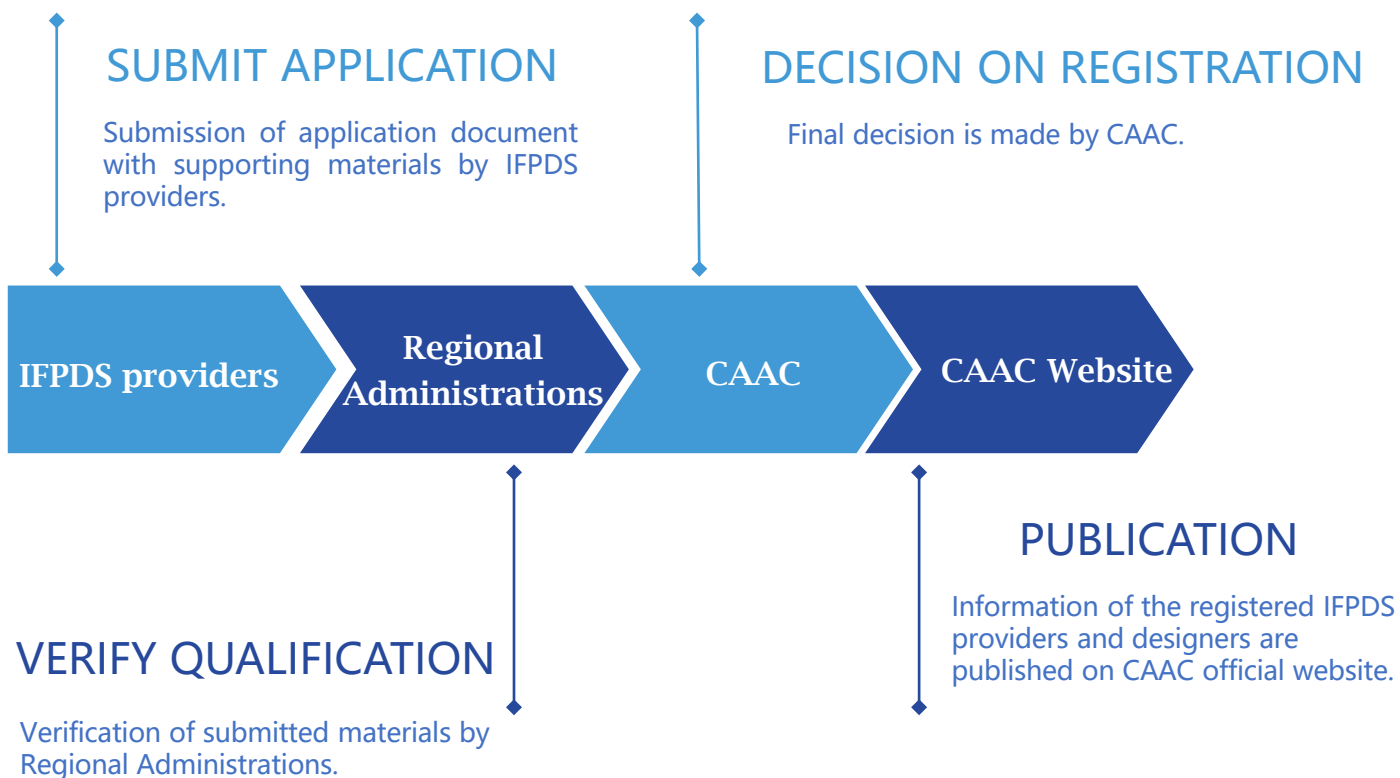 SUBMIT APPLICATION
Submission of application document
with supporting materials by IFPDS
providers.
DECISION ON REGISTRATION
Final decision is made by CAAC.
IFPDS providers
Regional
Administrations
CAAC
CAAC Website
VERIFY QUALIFICATION
Verification of submitted materials by
Regional Administrations.
PUBLICATION
Information of the registered IFPDS
providers and designers are
published on CAAC official website.